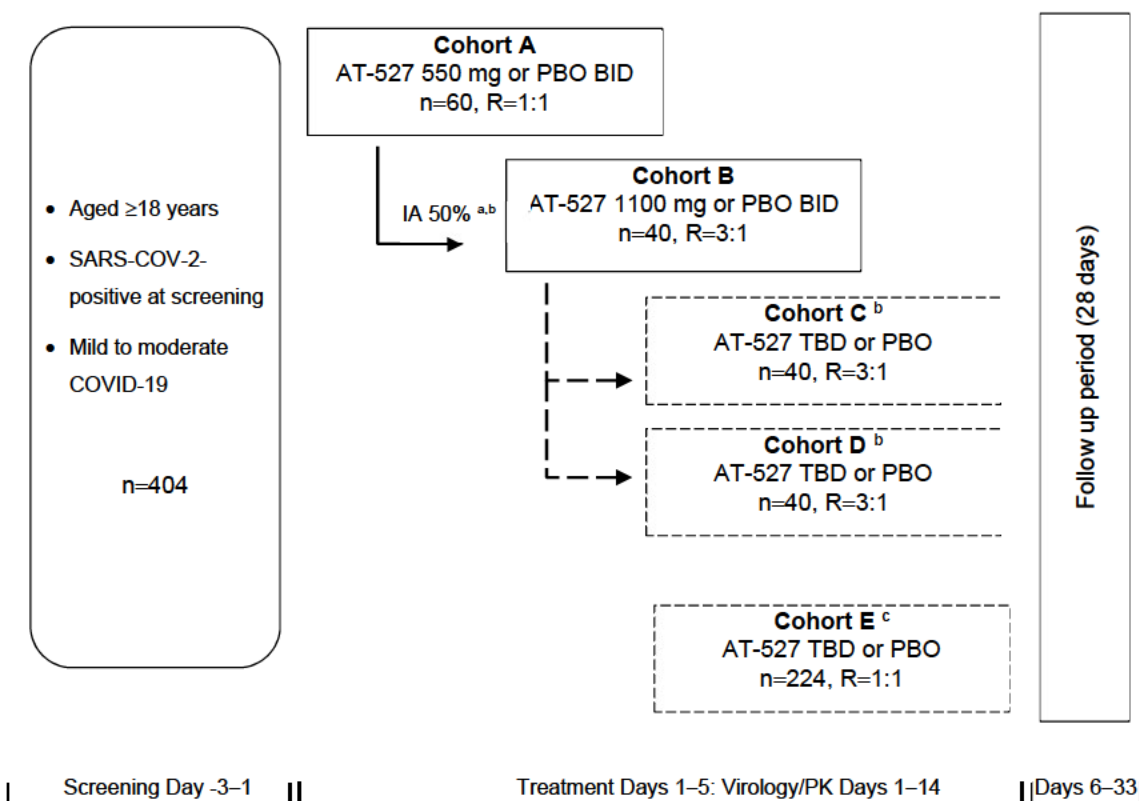 • Aged ≥18 years
• SARS-COV-2-
positive at screening
• Mild to moderate
COVID-19
n=404
Cohort A
AT-527 550 mg or PBO BID
n=60, R=1:1
IA 50% a,b
Cohort B
AT-527 1100 mg or PBO BID
n=40, R=3:1
Cohort C b
AT-527 TBD or PBO
n=40, R=3:1
Cohort D b
AT-527 TBD or PBO
n=40, R=3:1
Cohort E c
AT-527 TBD or PBO
n=224, R=1:1
Follow up period (28 days)
Screening Day -3–1
Treatment Days 1–5: Virology/PK Days 1–14
Days 6–33